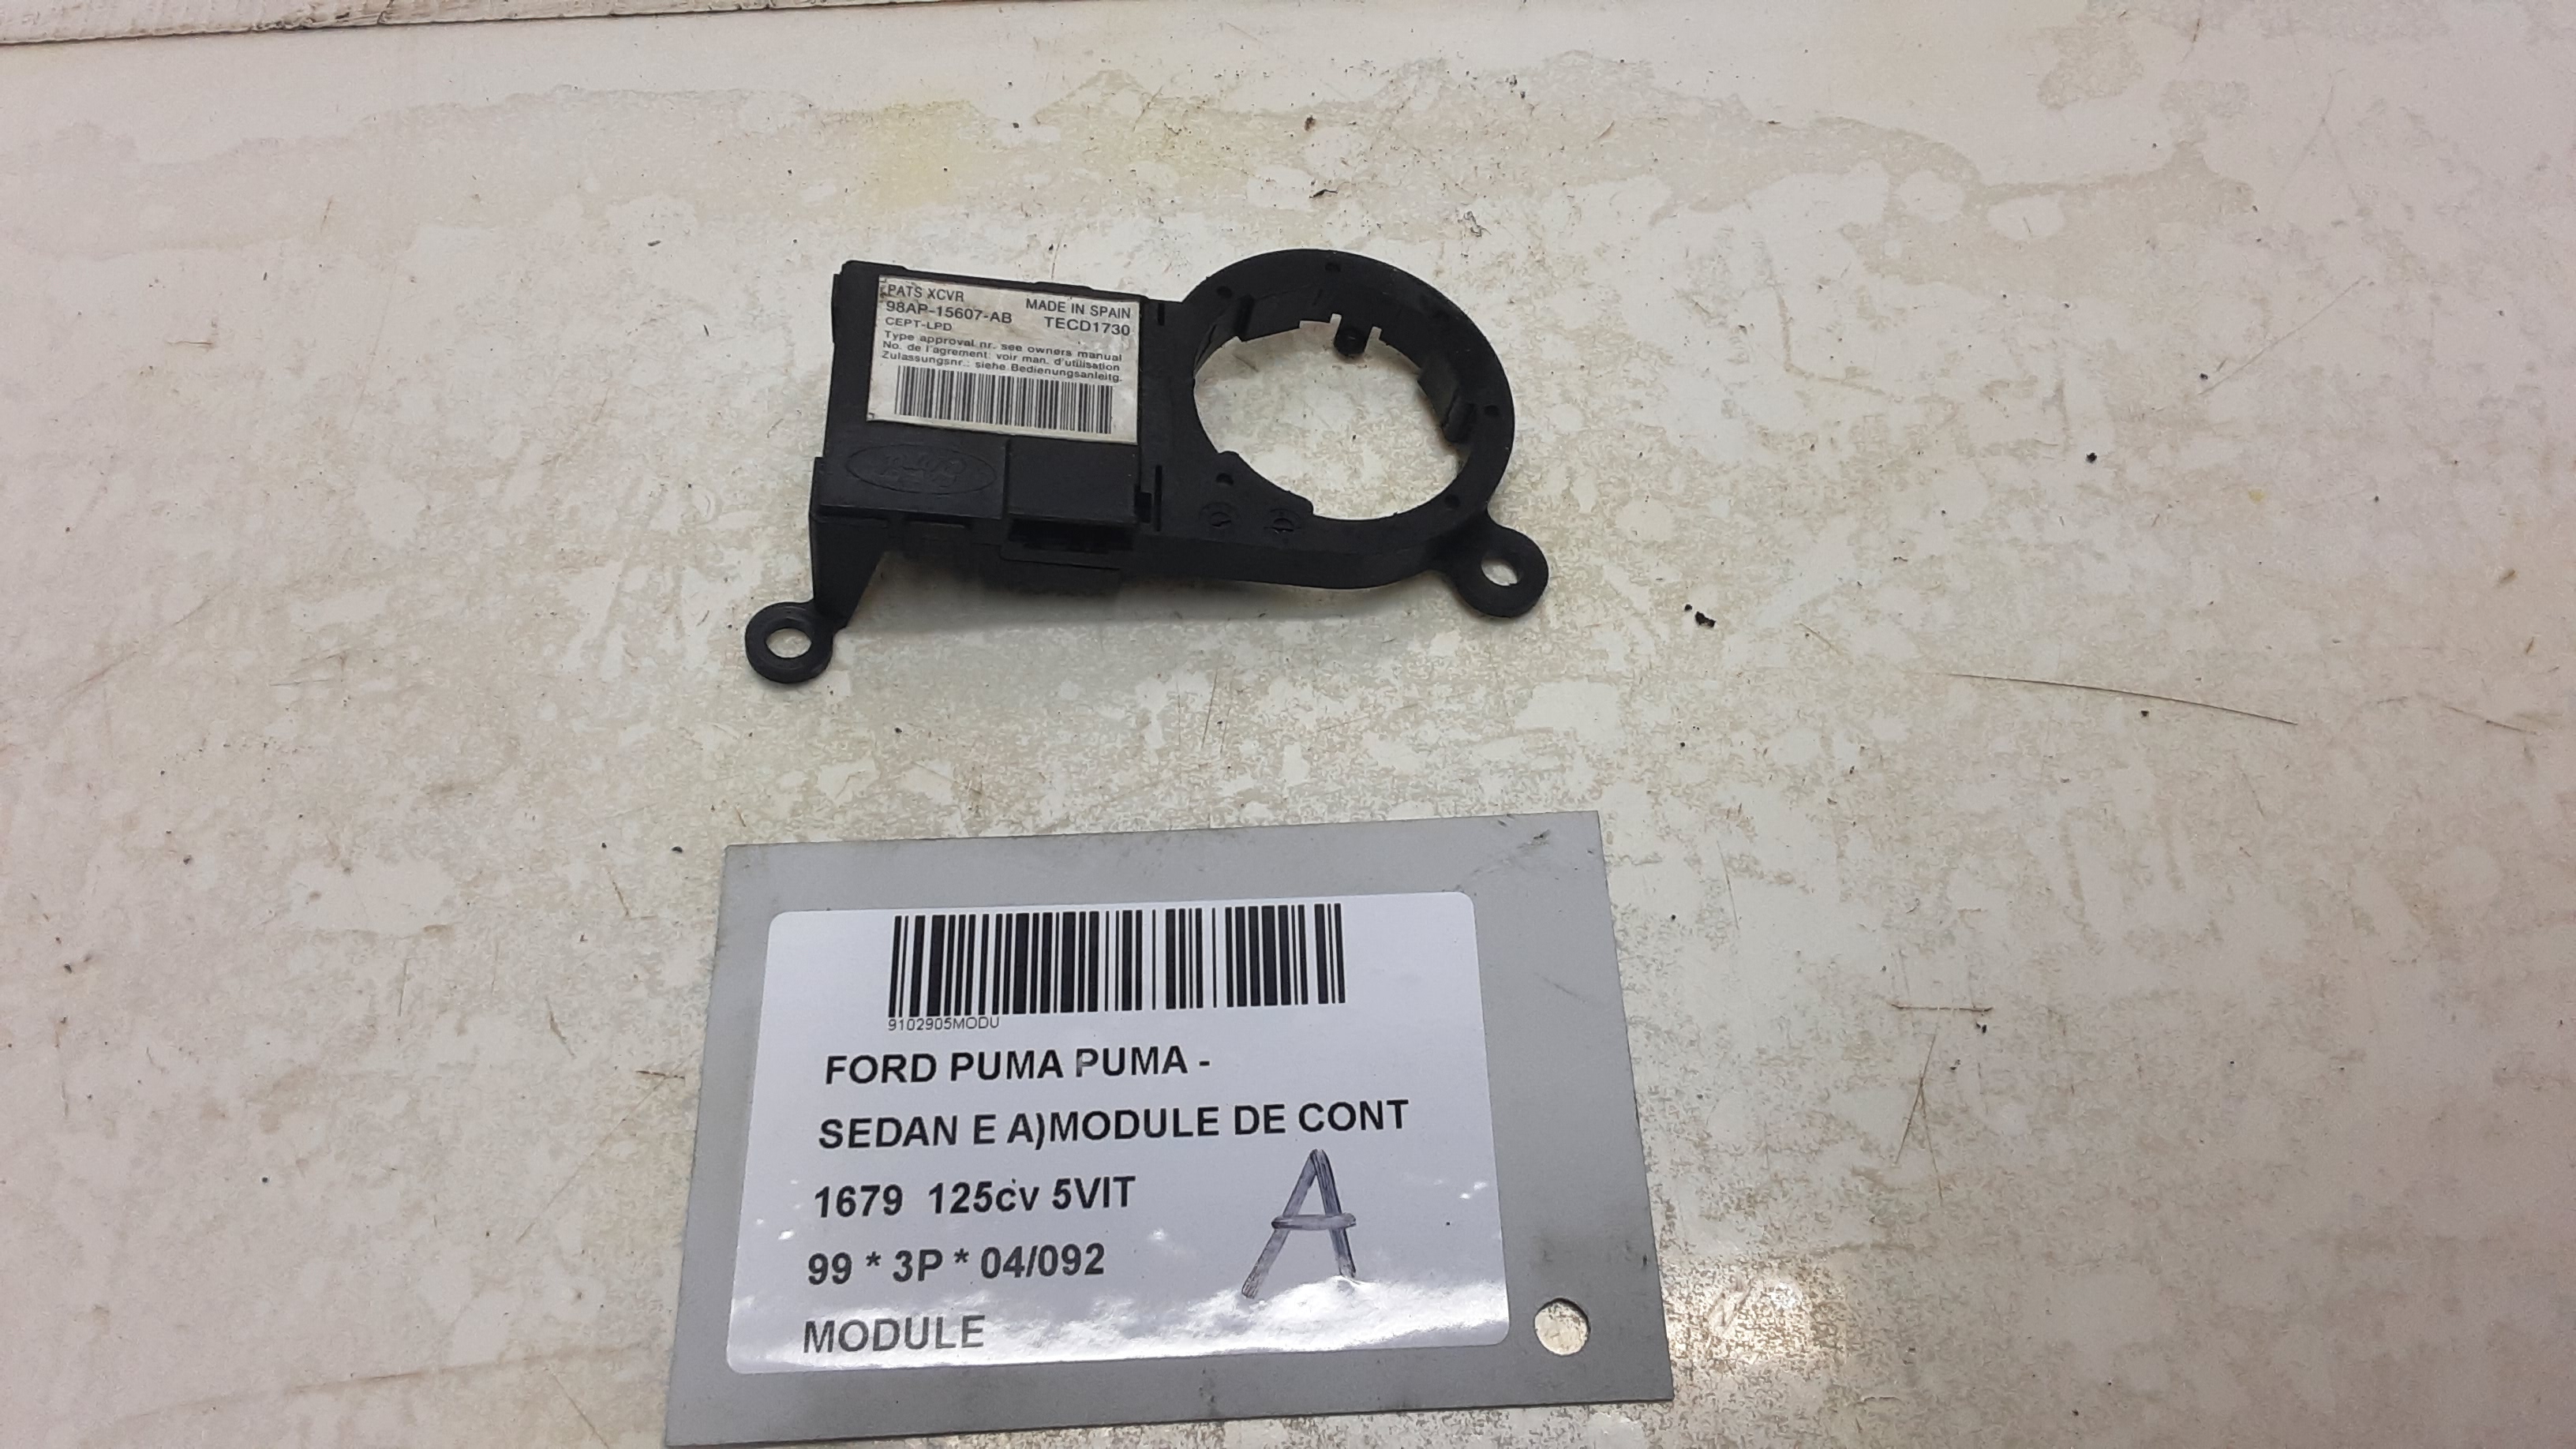 PATS XCVR MADE IN SPAIN
98AP-15607-AB TECD1730
CEPT-LPD
Type approval nr. see owners manual
No. de l'agrement: voir man. d'utilisation
Zulassungsnr.: siehe Bedienungsanleitg.
Ford
9102905MODU
FORD PUMA PUMA -
SEDAN E A)MODULE DE CONT
1679 125cv 5VIT
A
99 * 3P * 04/092
MODULE